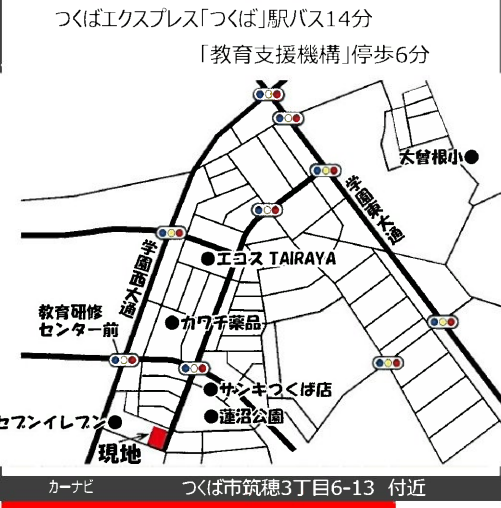 つくばエクスプレス「つくば」駅バス14分
「教育支援機構」停歩6分
大曽根小
学園東大通
学園西大通
エコス TAIRAYA
教育研修
センター前
カワチ薬品
サンキつくば店
蓮沼公園
セブンイレブン
現地
カーナビ つくば市筑穂3丁目6-13 付近